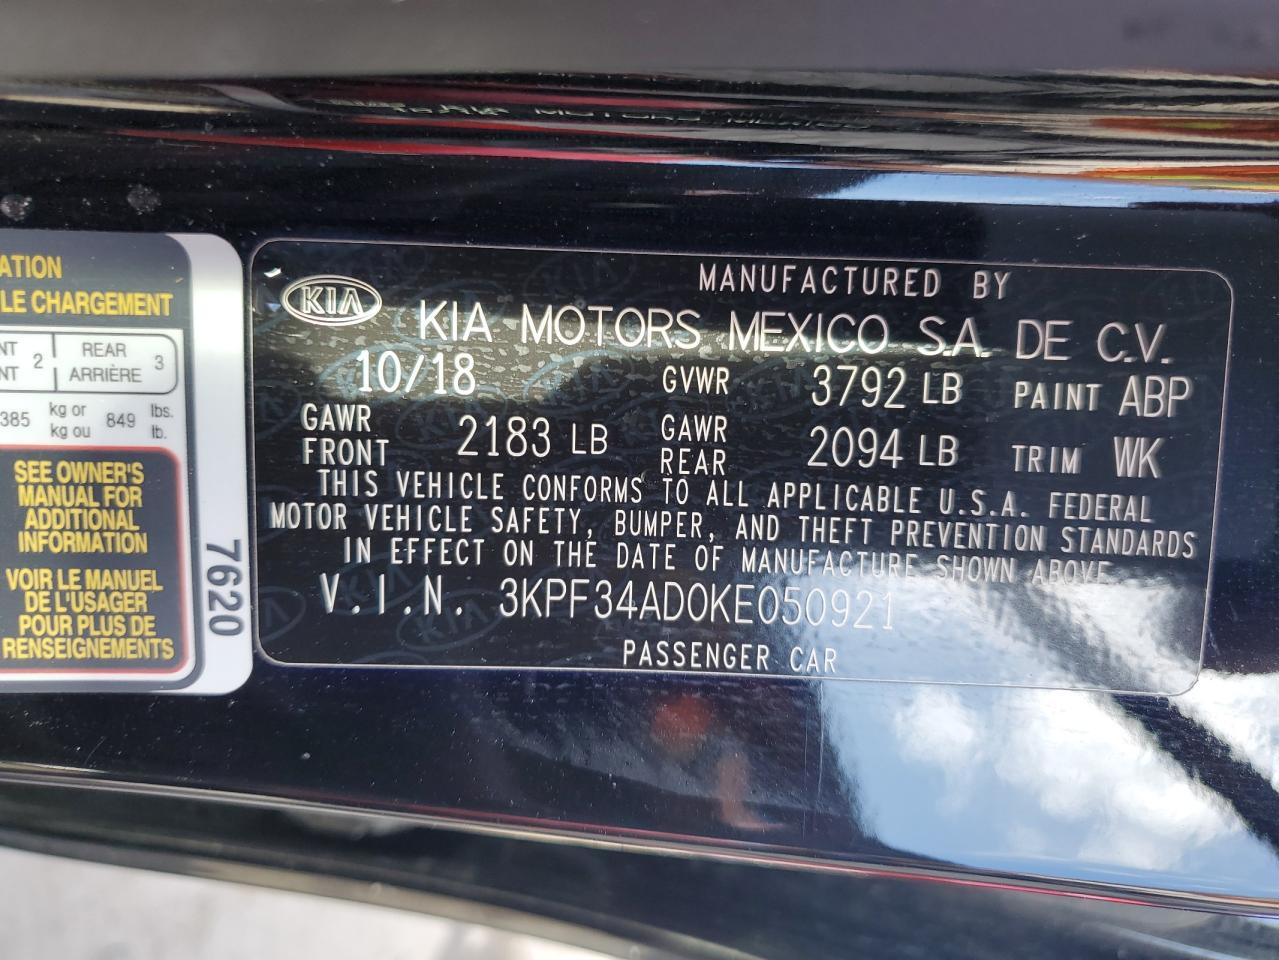 ATION
LE CHARGEMENT
NT 2 REAR 3
NT ARRIÈRE
385 kg or 849 lbs.
kg ou lb.
SEE OWNER'S
MANUAL FOR
ADDITIONAL
INFORMATION
VOIR LE MANUEL
DE L'USAGER
POUR PLUS DE
RENSEIGNEMENTS
7620
MANUFACTURED BY
KIA KIA MOTORS MEXICO S.A. DE C.V.
10/18 GVWR 3792 LB PAINT ABP
GAWR FRONT 2183 LB GAWR REAR 2094 LB TRIM WK
THIS VEHICLE CONFORMS TO ALL APPLICABLE U.S.A. FEDERAL
MOTOR VEHICLE SAFETY, BUMPER, AND THEFT PREVENTION STANDARDS
IN EFFECT ON THE DATE OF MANUFACTURE SHOWN ABOVE
V.I.N. 3KPF34AD0KE050921
PASSENGER CAR